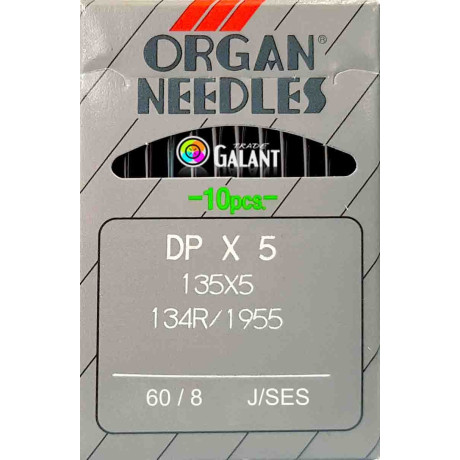 ORGAN®
NEEDLES
TRADE
GALANT
-10pcs.-
DP X 5
135X5
134R/1955
60 / 8 J/SES